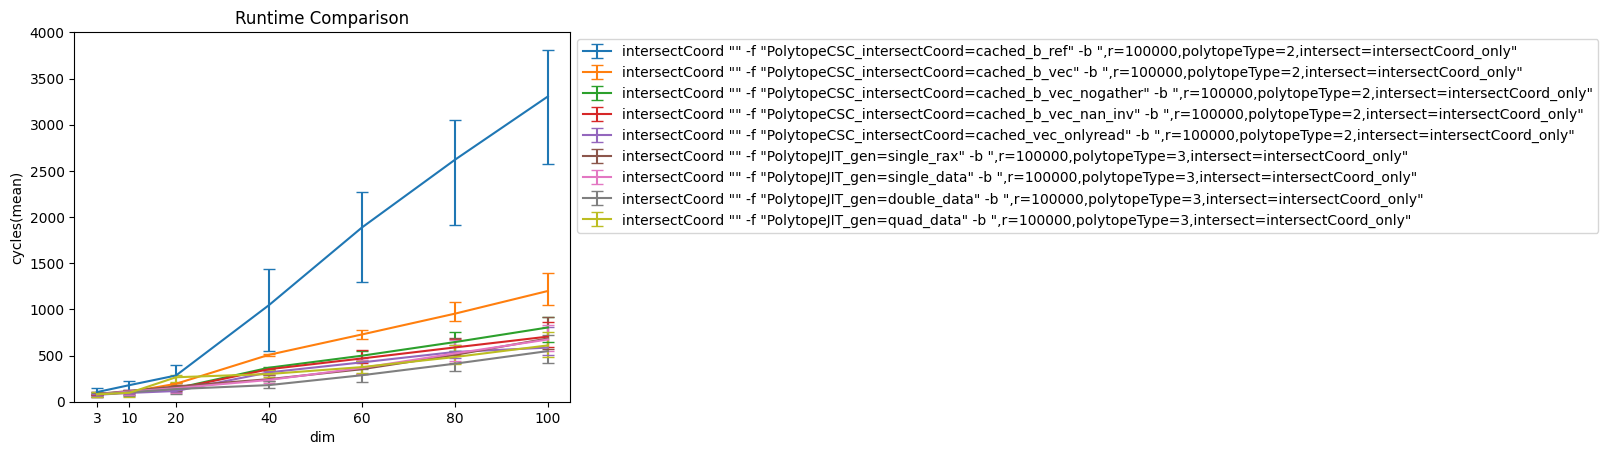 Runtime Comparison
cycles(mean)
4000
3500
3000
2500
2000
1500
1000
500
0
3 10 20 40 60 80 100
dim
intersectCoord "" -f "PolytopeCSC_intersectCoord=cached_b_ref" -b ",r=100000,polytopeType=2,intersect=intersectCoord_only"
intersectCoord "" -f "PolytopeCSC_intersectCoord=cached_b_vec" -b ",r=100000,polytopeType=2,intersect=intersectCoord_only"
intersectCoord "" -f "PolytopeCSC_intersectCoord=cached_b_vec_nogather" -b ",r=100000,polytopeType=2,intersect=intersectCoord_only"
intersectCoord "" -f "PolytopeCSC_intersectCoord=cached_b_vec_nan_inv" -b ",r=100000,polytopeType=2,intersect=intersectCoord_only"
intersectCoord "" -f "PolytopeCSC_intersectCoord=cached_vec_onlyread" -b ",r=100000,polytopeType=2,intersect=intersectCoord_only"
intersectCoord "" -f "PolytopeJIT_gen=single_rax" -b ",r=100000,polytopeType=3,intersect=intersectCoord_only"
intersectCoord "" -f "PolytopeJIT_gen=single_data" -b ",r=100000,polytopeType=3,intersect=intersectCoord_only"
intersectCoord "" -f "PolytopeJIT_gen=double_data" -b ",r=100000,polytopeType=3,intersect=intersectCoord_only"
intersectCoord "" -f "PolytopeJIT_gen=quad_data" -b ",r=100000,polytopeType=3,intersect=intersectCoord_only"